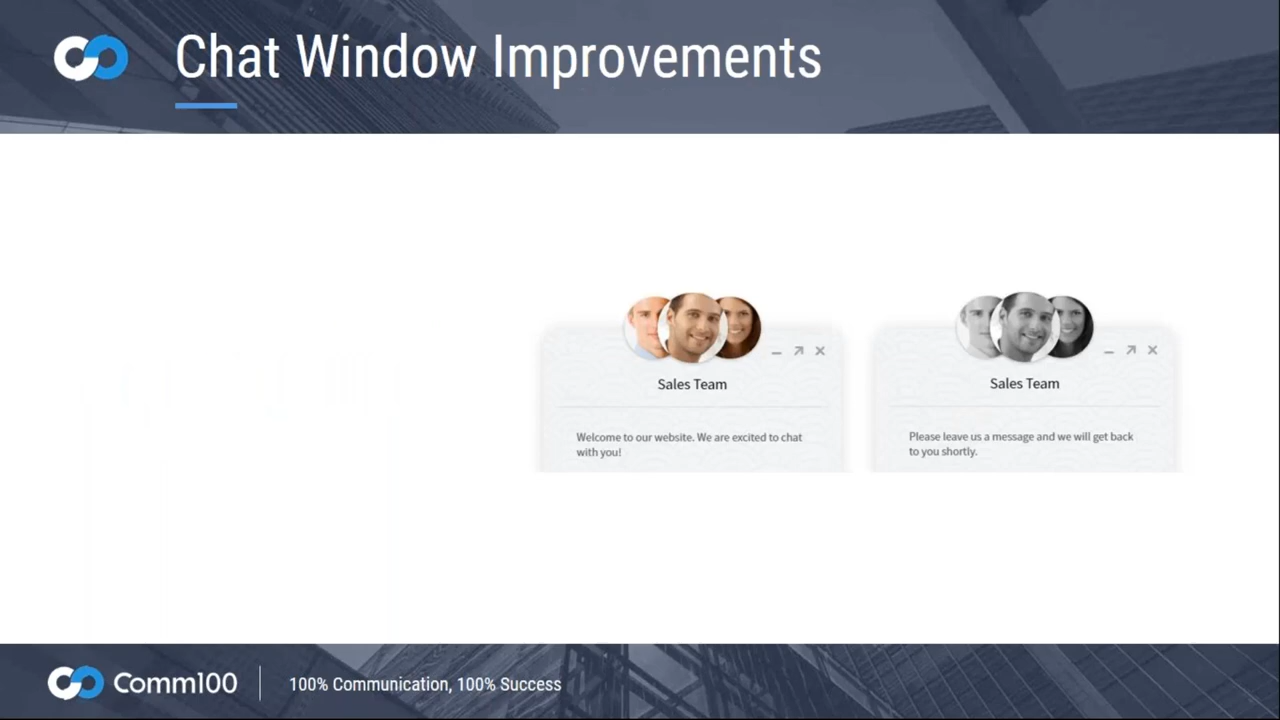 Chat Window Improvements
Sales Team
Welcome to our website. We are excited to chat
with you!
Sales Team
Please leave us a message and we will get back
to you shortly.
Comm100
100% Communication, 100% Success